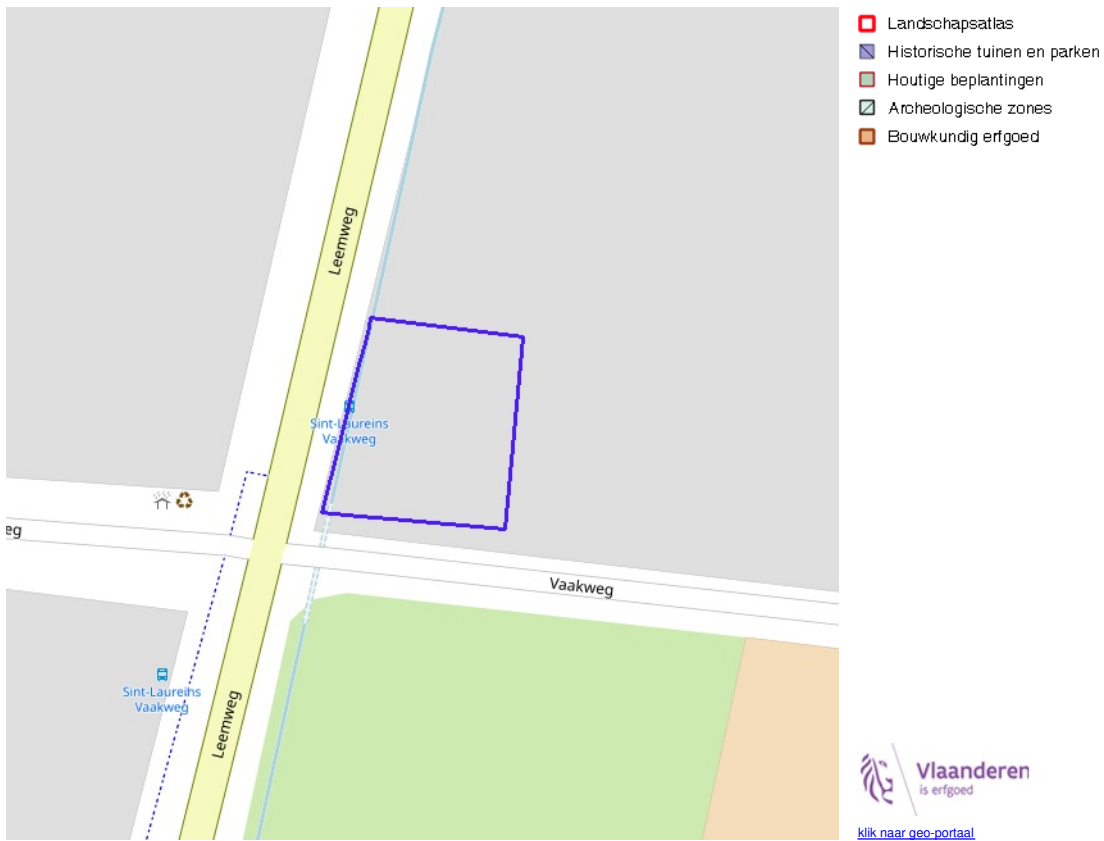 Landschapsatlas
Historische tuinen en parken
Houtige beplantingen
Archeologische zones
Bouwkundig erfgoed
Leemweg
Sint-Laureins
Vaakweg
eg
Vaakweg
Sint-Laureins
Vaakweg
Leemweg
Vlaanderen
is erfgoed
klik naar geo-portaal